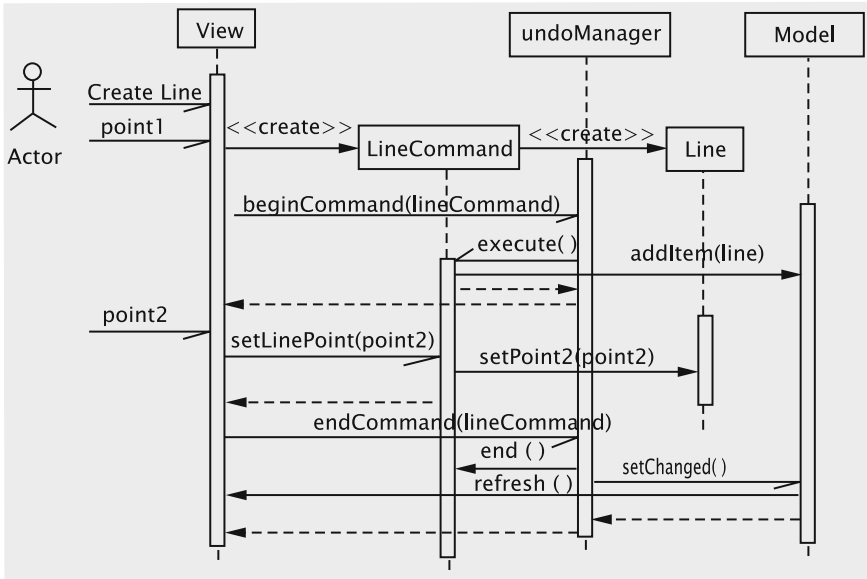 View
undoManager
Model
Create Line
point1
Actor
<<create>>
LineCommand
<<create>>
Line
beginCommand(lineCommand)
execute( )
addItem(line)
point2
setLinePoint(point2)
setPoint2(point2)
endCommand(lineCommand)
end ( )
setChanged( )
refresh ( )